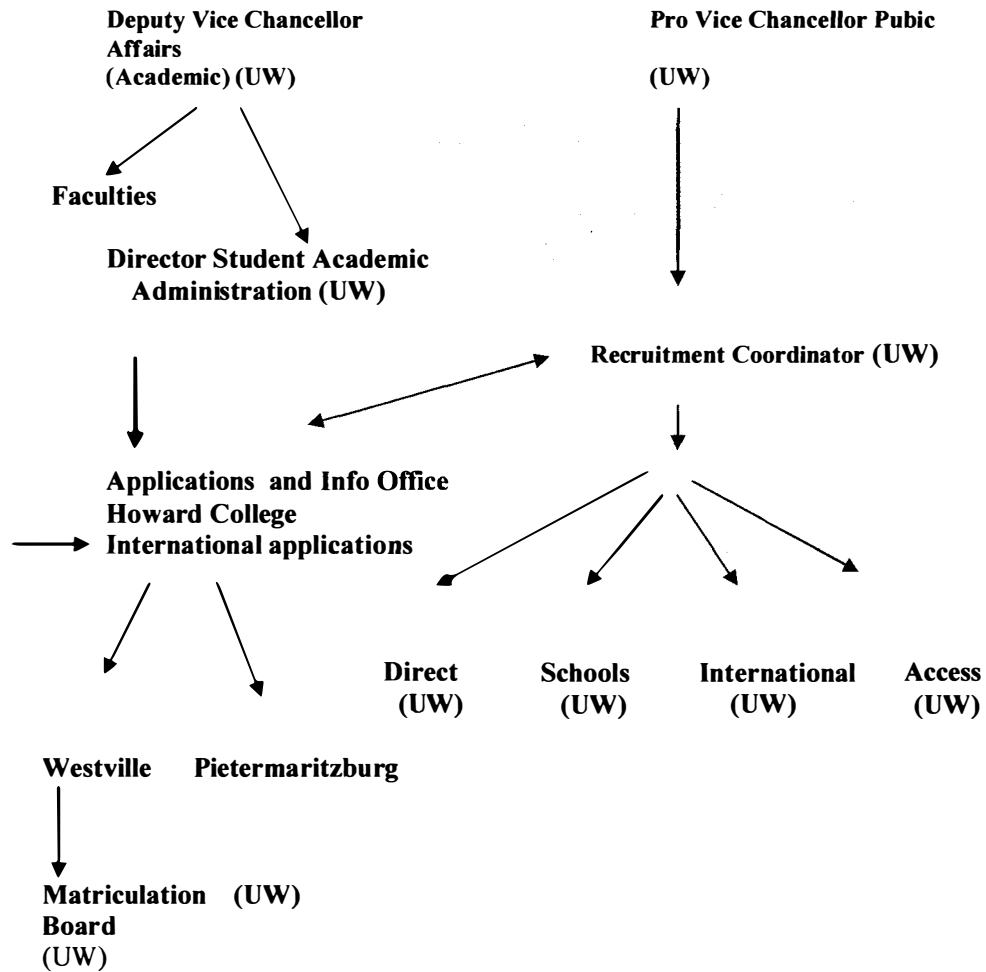 Deputy Vice Chancellor
Affairs
(Academic) (UW)
Pro Vice Chancellor Pubic
(UW)
Faculties
Director Student Academic
Administration (UW)
Recruitment Coordinator (UW)
Applications and Info Office
Howard College
International applications
Direct
(UW)
Schools
(UW)
International
(UW)
Access
(UW)
Westville
Pietermaritzburg
Matriculation (UW)
Board
(UW)